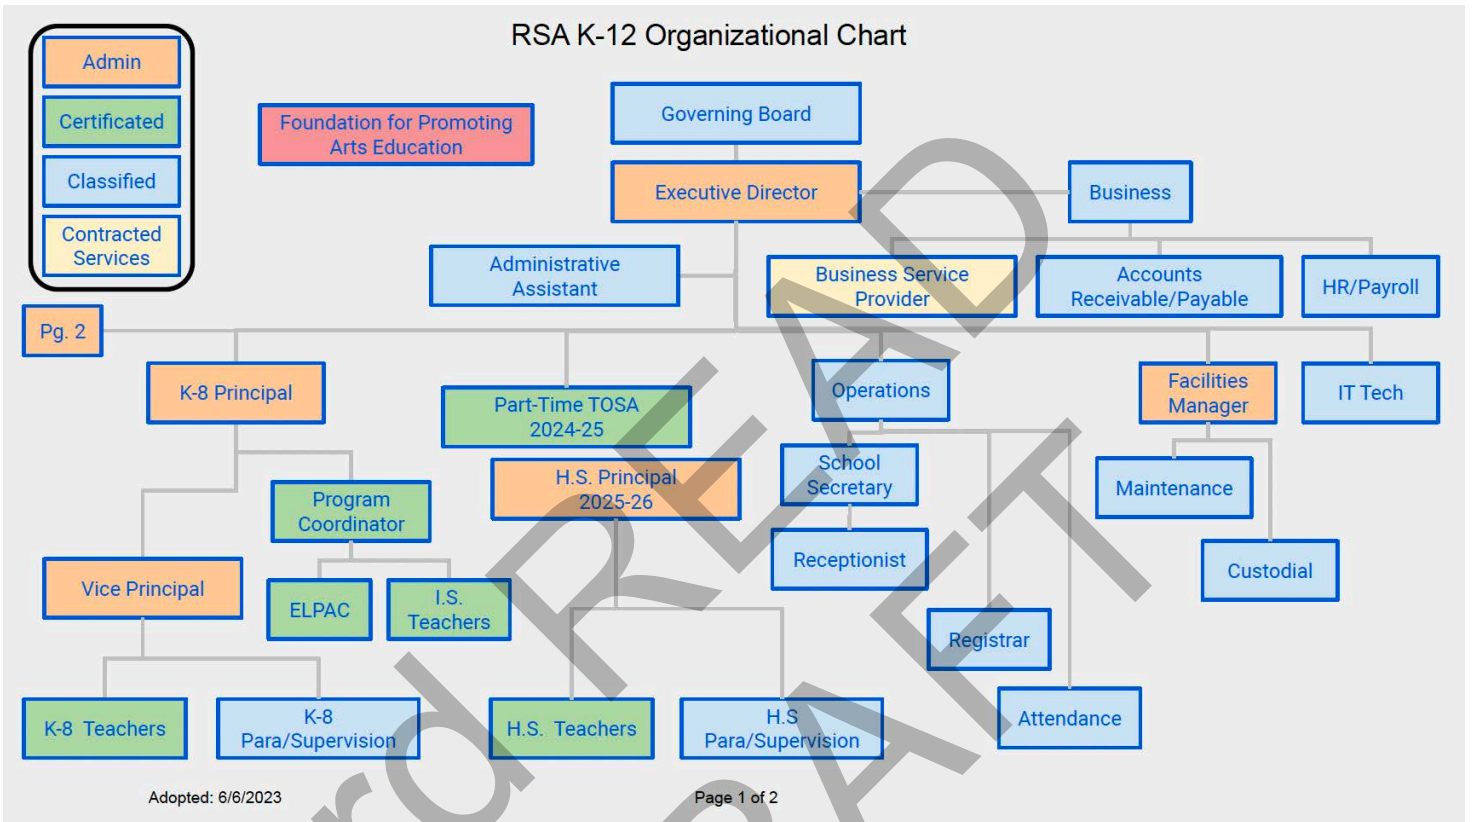 RSA K-12 Organizational Chart
Admin
Certificated
Classified
Contracted
Services
Foundation for Promoting
Arts Education
Governing Board
Executive Director
Business
Administrative
Assistant
Business Service
Provider
Accounts
Receivable/Payable
HR/Payroll
Pg. 2
K-8 Principal
Part-Time TOSA
2024-25
Operations
Facilities
Manager
IT Tech
H.S. Principal
2025-26
School
Secretary
Maintenance
Program
Coordinator
Receptionist
Custodial
Vice Principal
ELPAC
I.S.
Teachers
Registrar
K-8 Teachers
K-8
Para/Supervision
H.S. Teachers
H.S
Para/Supervision
Attendance
Adopted: 6/6/2023
Page 1 of 2
rd READ
RAFT